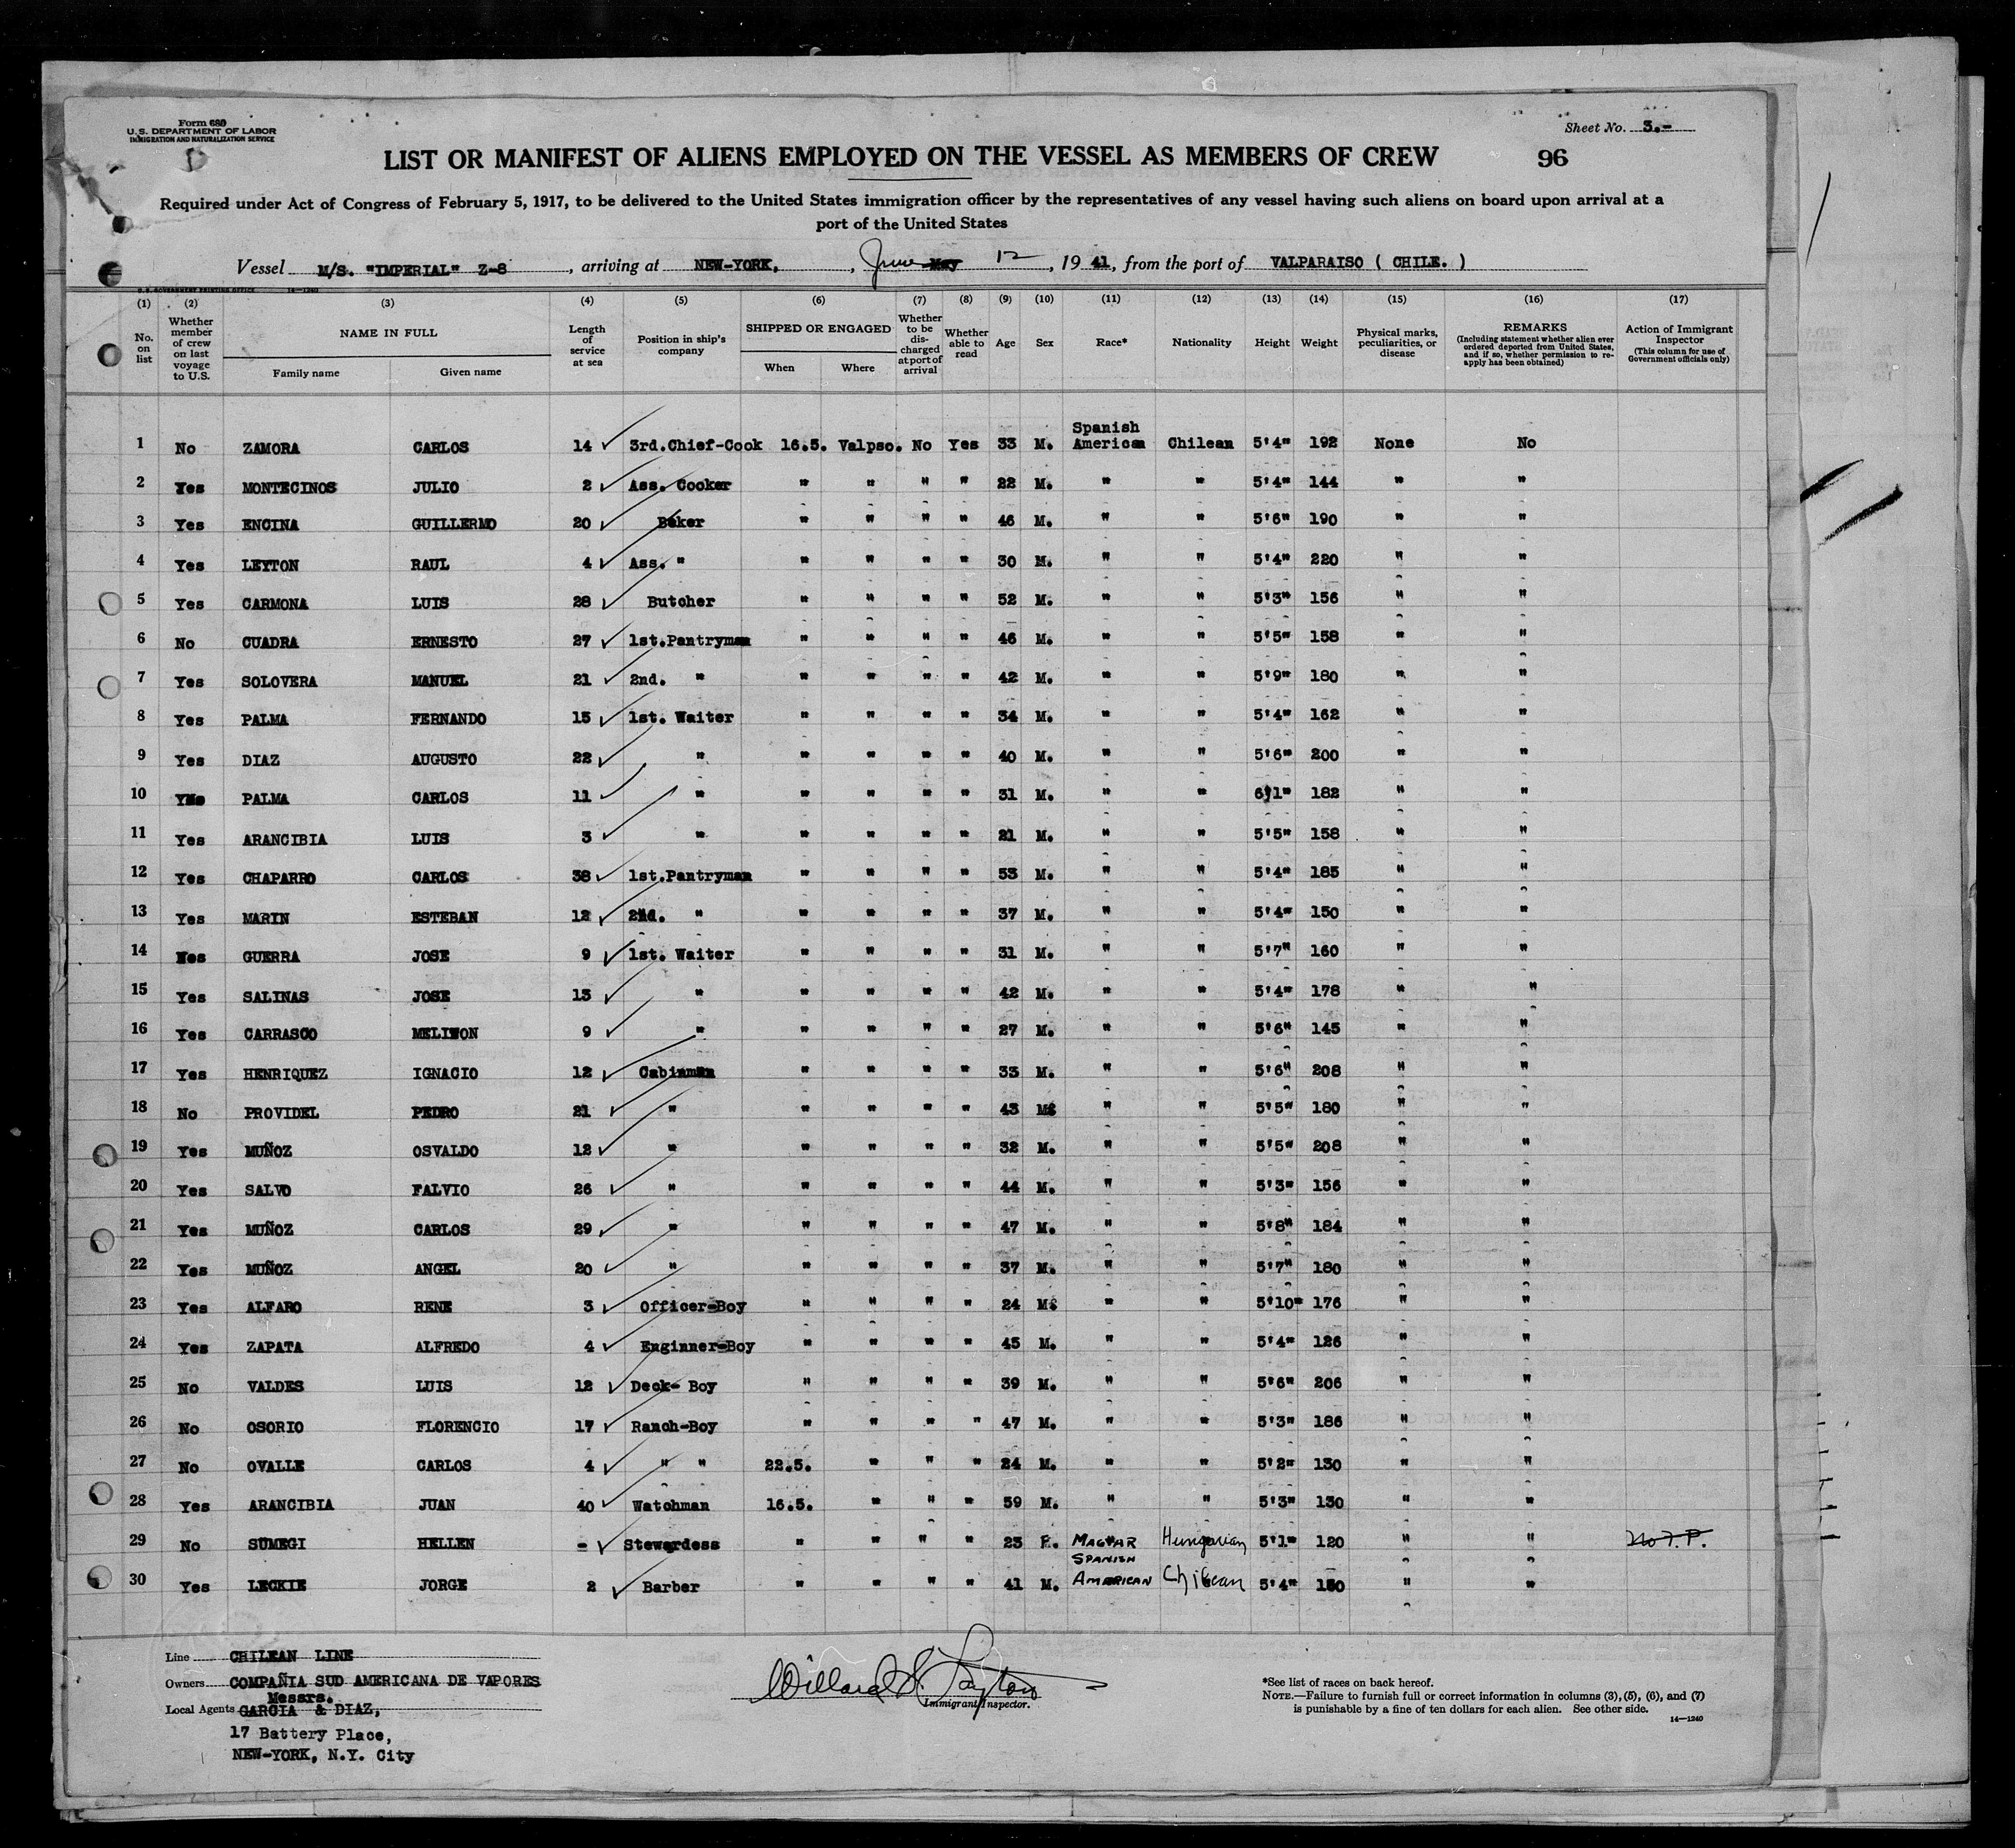 Form 680
U.S. DEPARTMENT OF LABOR
IMMIGRATION AND NATURALIZATION SERVICE
Sheet No. 3.-
LIST OR MANIFEST OF ALIENS EMPLOYED ON THE VESSEL AS MEMBERS OF CREW 96
Required under Act of Congress of February 5, 1917, to be delivered to the United States immigration officer by the representatives of any vessel having such aliens on board upon arrival at a
port of the United States
Vessel M/S. "IMPERIAL" Z-8, arriving at NEW-YORK, June May 12, 1941, from the port of VALPARAISO ( CHILE. )
(1) (2) (3) (4) (5) (6) (7) (8) (9) (10) (11) (12) (13) (14) (15) (16) (17)
No. on list Whether member of crew on last voyage to U.S. NAME IN FULL Family name Given name Length of service at sea Position in ship's company SHIPPED OR ENGAGED When Where Whether to be discharged at port of arrival Whether able to read Age Sex Race* Nationality Height Weight Physical marks, peculiarities, or disease REMARKS (Including statement whether alien ever ordered deported from United States, and if so, whether permission to reapply has been obtained) Action of Immigrant Inspector (This column for use of Government officials only)
1 No ZAMORA CARLOS 14 3rd.Chief-Cook 16.5. Valpso. No Yes 33 M. Spanish American Chilean 5'4" 192 None No
2 Yes MONTECINOS JULIO 2 Ass. Cooker " " " " 22 M. " " 5'4" 144 " "
3 Yes ENCINA GUILLERMO 20 Baker " " " " 46 M. " " 5'6" 190 " "
4 Yes LEYTON RAUL 4 Ass. " " " " " 30 M. " " 5'4" 220 " "
5 Yes CARMONA LUIS 28 Butcher " " " " 52 M. " " 5'3" 156 " "
6 No CUADRA ERNESTO 27 1st.Pantryman " " " " 46 M. " " 5'5" 158 " "
7 Yes SOLOVERA MANUEL 21 2nd. " " " " " 42 M. " " 5'9" 180 " "
8 Yes PALMA FERNANDO 15 1st. Waiter " " " " 34 M. " " 5'4" 162 " "
9 Yes DIAZ AUGUSTO 22 " " " " " 40 M. " " 5'6" 200 " "
10 PALMA CARLOS 11 " " " " " 31 M. " " 6'1" 182 " "
11 Yes ARANCIBIA LUIS 3 " " " " " 21 M. " " 5'5" 158 " "
12 Yes CHAPARRO CARLOS 38 1st.Pantryman " " " " 53 M. " " 5'4" 185 " "
13 Yes MARIN ESTEBAN 12 2nd. " " " " " 37 M. " " 5'4" 150 " "
14 GUERRA JOSE 9 1st. Waiter " " " " 31 M. " " 5'7" 160 " "
15 Yes SALINAS JOSE 13 " " " " " 42 M. " " 5'4" 178 " "
16 Yes CARRASCO 9 " " " " " 27 M. " " 5'6" 145 " "
17 Yes HENRIQUEZ IGNACIO 12 Cabinman " " " " 33 M. " " 5'6" 208 " "
18 No PROVIDEL PEDRO 21 " " " " " 43 M " " 5'5" 180 " "
19 Yes MUÑOZ OSVALDO 12 " " " " " 32 M. " " 5'5" 208 " "
20 Yes SALVO FALVIO 26 " " " " " 44 M. " " 5'3" 156 " "
21 Yes MUÑOZ CARLOS 29 " " " " " 47 M. " " 5'8" 184 " "
22 Yes MUÑOZ ANGEL 20 " " " " " 37 M. " " 5'7" 180 " "
23 Yes ALFARO RENE 3 Officer-Boy " " " " 24 M " " 5'10" 176 " "
24 Yes ZAPATA ALFREDO 4 Enginner-Boy " " " " 45 M. " " 5'4" 126 " "
25 No VALDES LUIS 12 Deck- Boy " " " " 39 M. " " 5'6" 206 " "
26 No OSORIO FLORENCIO 17 Ranch-Boy " " " " 47 M. " " 5'3" 186 " "
27 No OVALLE CARLOS 4 " " 22.5. " " " 24 M. " " 5'2" 130 " "
28 Yes ARANCIBIA JUAN 40 Watchman 16.5. " " " 59 M. " " 5'3" 130 " "
29 No SUMEGI HELLEN - Stewardess " " " " 23 F. MAGYAR Hungarian 5'1" 120 " " No T.P.
30 Yes LECKIE JORGE 2 Barber " " " " 41 M. SPANISH AMERICAN Chilean 5'4" " "
Line CHILEAN LINE
Owners COMPAÑIA SUD AMERICANA DE VAPORES
Messrs.
Local Agents GARCIA & DIAZ,
17 Battery Place,
NEW-YORK, N.Y. City
Immigrant Inspector.
*See list of races on back hereof.
NOTE.—Failure to furnish full or correct information in columns (3), (5), (6), and (7)
is punishable by a fine of ten dollars for each alien. See other side.
14—1240